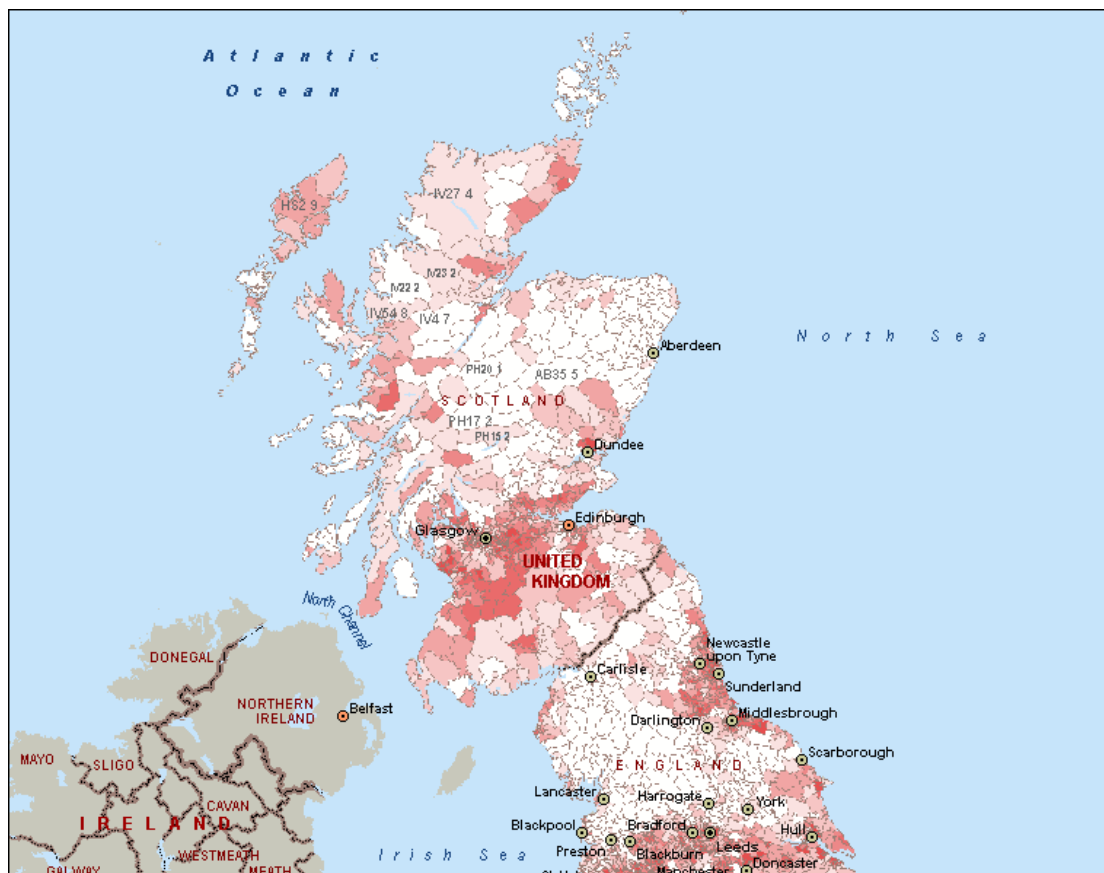 Atlantic
Ocean
IV27 4
HS2 9
IV23 2
IV22 2
IV54 8
IV4 7
North Sea
Aberdeen
PH20 1
AB35 5
SCOTLAND
PH17 2
PH15 2
Dundee
Edinburgh
Glasgow
UNITED
KINGDOM
North Channel
Newcastle
upon Tyne
DONEGAL
Carlisle
Sunderland
NORTHERN
IRELAND
Belfast
Middlesbrough
Darlington
Scarborough
MAYO
SLIGO
ENGLAND
Lancaster
Harrogate
York
CAVAN
IRELAND
Blackpool
Bradford
Hull
Preston
Blackburn
Leeds
WESTMEATH
Irish Sea
Doncaster
GALWAY
MEATH
Manchester